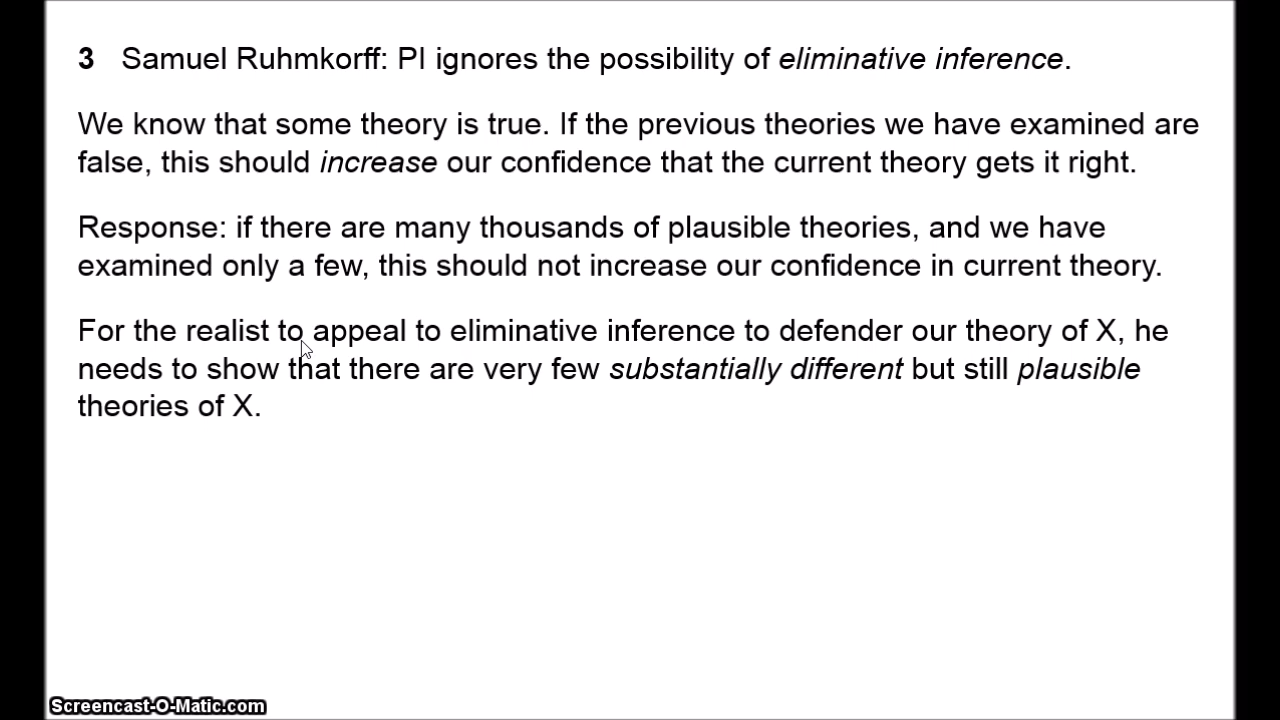 3 Samuel Ruhmkorff: PI ignores the possibility of eliminative inference.
We know that some theory is true. If the previous theories we have examined are
false, this should increase our confidence that the current theory gets it right.
Response: if there are many thousands of plausible theories, and we have
examined only a few, this should not increase our confidence in current theory.
For the realist to appeal to eliminative inference to defender our theory of X, he
needs to show that there are very few substantially different but still plausible
theories of X.
Screencast-O-Matic.com